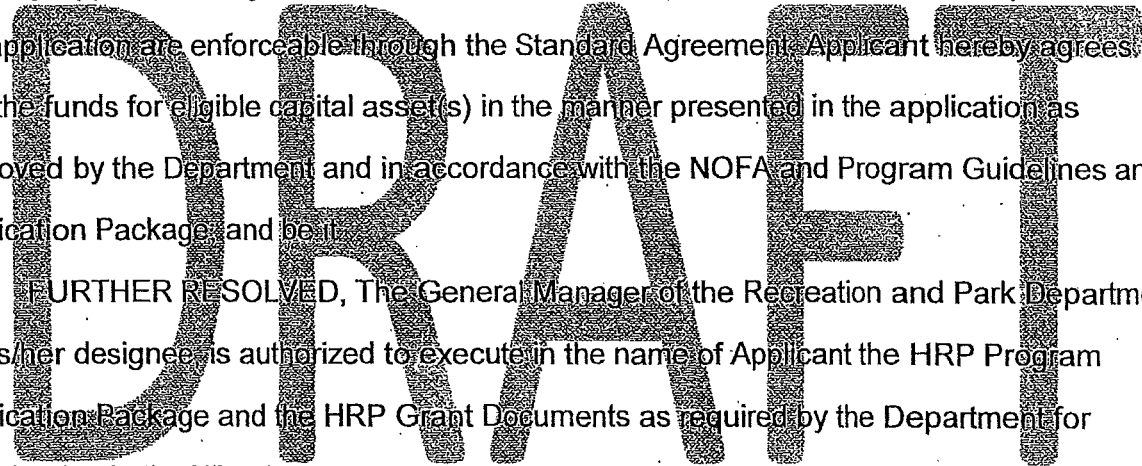 application are enforceable through the Standard Agreement. Applicant hereby agrees
the funds for eligible capital asset(s) in the manner presented in the application as
oved by the Department and in accordance with the NOFA and Program Guidelines an
ication Package; and be it
FURTHER RESOLVED, The General Manager of the Recreation and Park Departme
s/her designee, is authorized to execute in the name of Applicant the HRP Program
ication Package and the HRP Grant Documents as required by the Department for
DRAFT